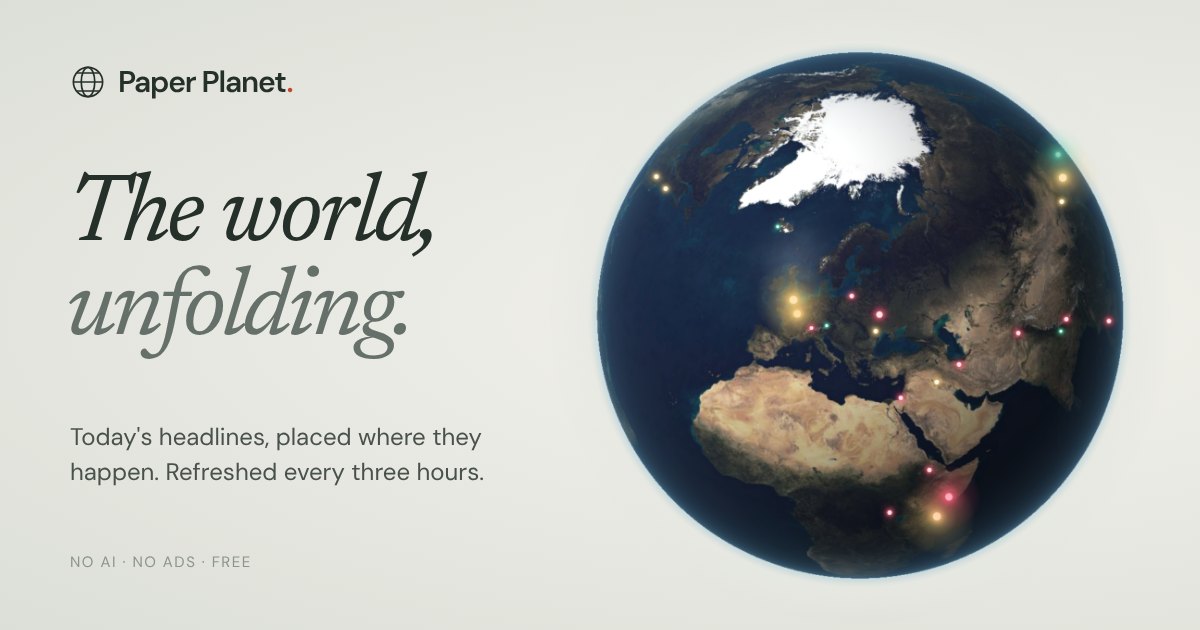 Paper Planet.
The world,
unfolding.
Today's headlines, placed where they
happen. Refreshed every three hours.
NO AI · NO ADS · FREE